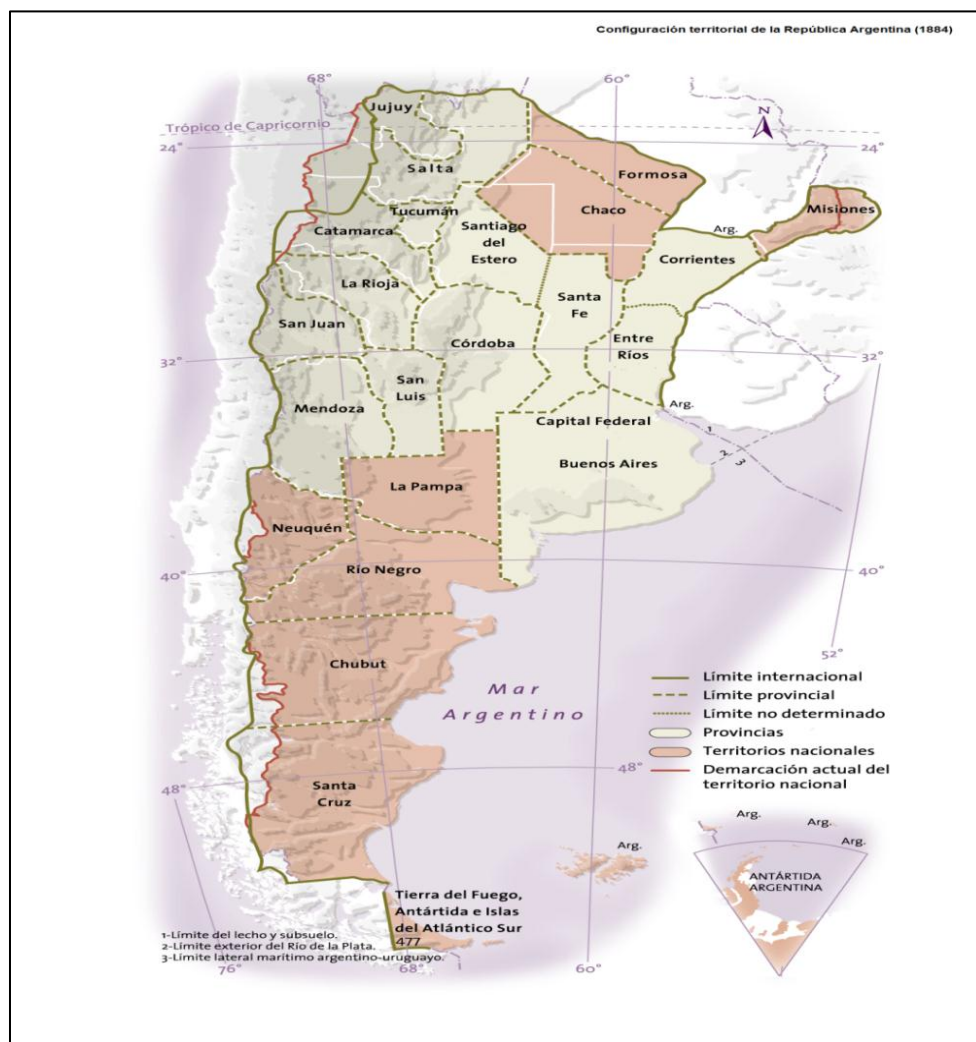 Configuración territorial de la República Argentina (1884)
68°
60°
Jujuy
N
Trópico de Capricornio
24°
24°
Salta
Formosa
Chaco
Misiones
Tucumán
Santiago
del
Estero
Catamarca
Arg.
Corrientes
La Rioja
Santa
Fe
San Juan
Córdoba
Entre
Ríos
32°
32°
San
Luis
Mendoza
Arg.
Capital Federal
1
2
3
Buenos Aires
La Pampa
Neuquén
Río Negro
40°
40°
Chubut
52°
Mar
Argentino
Límite internacional
Límite provincial
Límite no determinado
Provincias
Territorios nacionales
Demarcación actual del
territorio nacional
48°
48°
Santa
Cruz
Arg.
Arg.
Arg.
Arg.
ANTÁRTIDA
ARGENTINA
Tierra del Fuego,
Antártida e Islas
del Atlántico Sur
477
1-Límite del lecho y subsuelo.
2-Límite exterior del Río de la Plata.
3-Límite lateral marítimo argentino-uruguayo.
76°
68°
60°